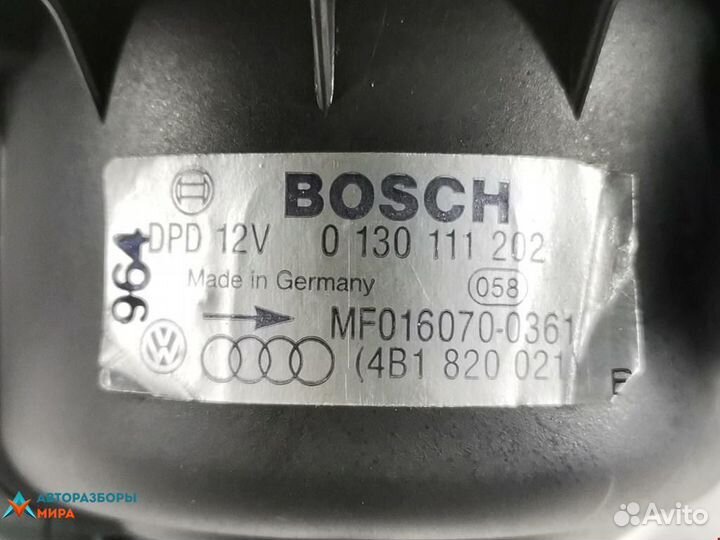 BOSCH
DPD 12V 0 130 111 202
964
Made in Germany 058
MF016070-0361
(4B1 820 021)
АВТОРАЗБОРЫ
МИРА
Avito